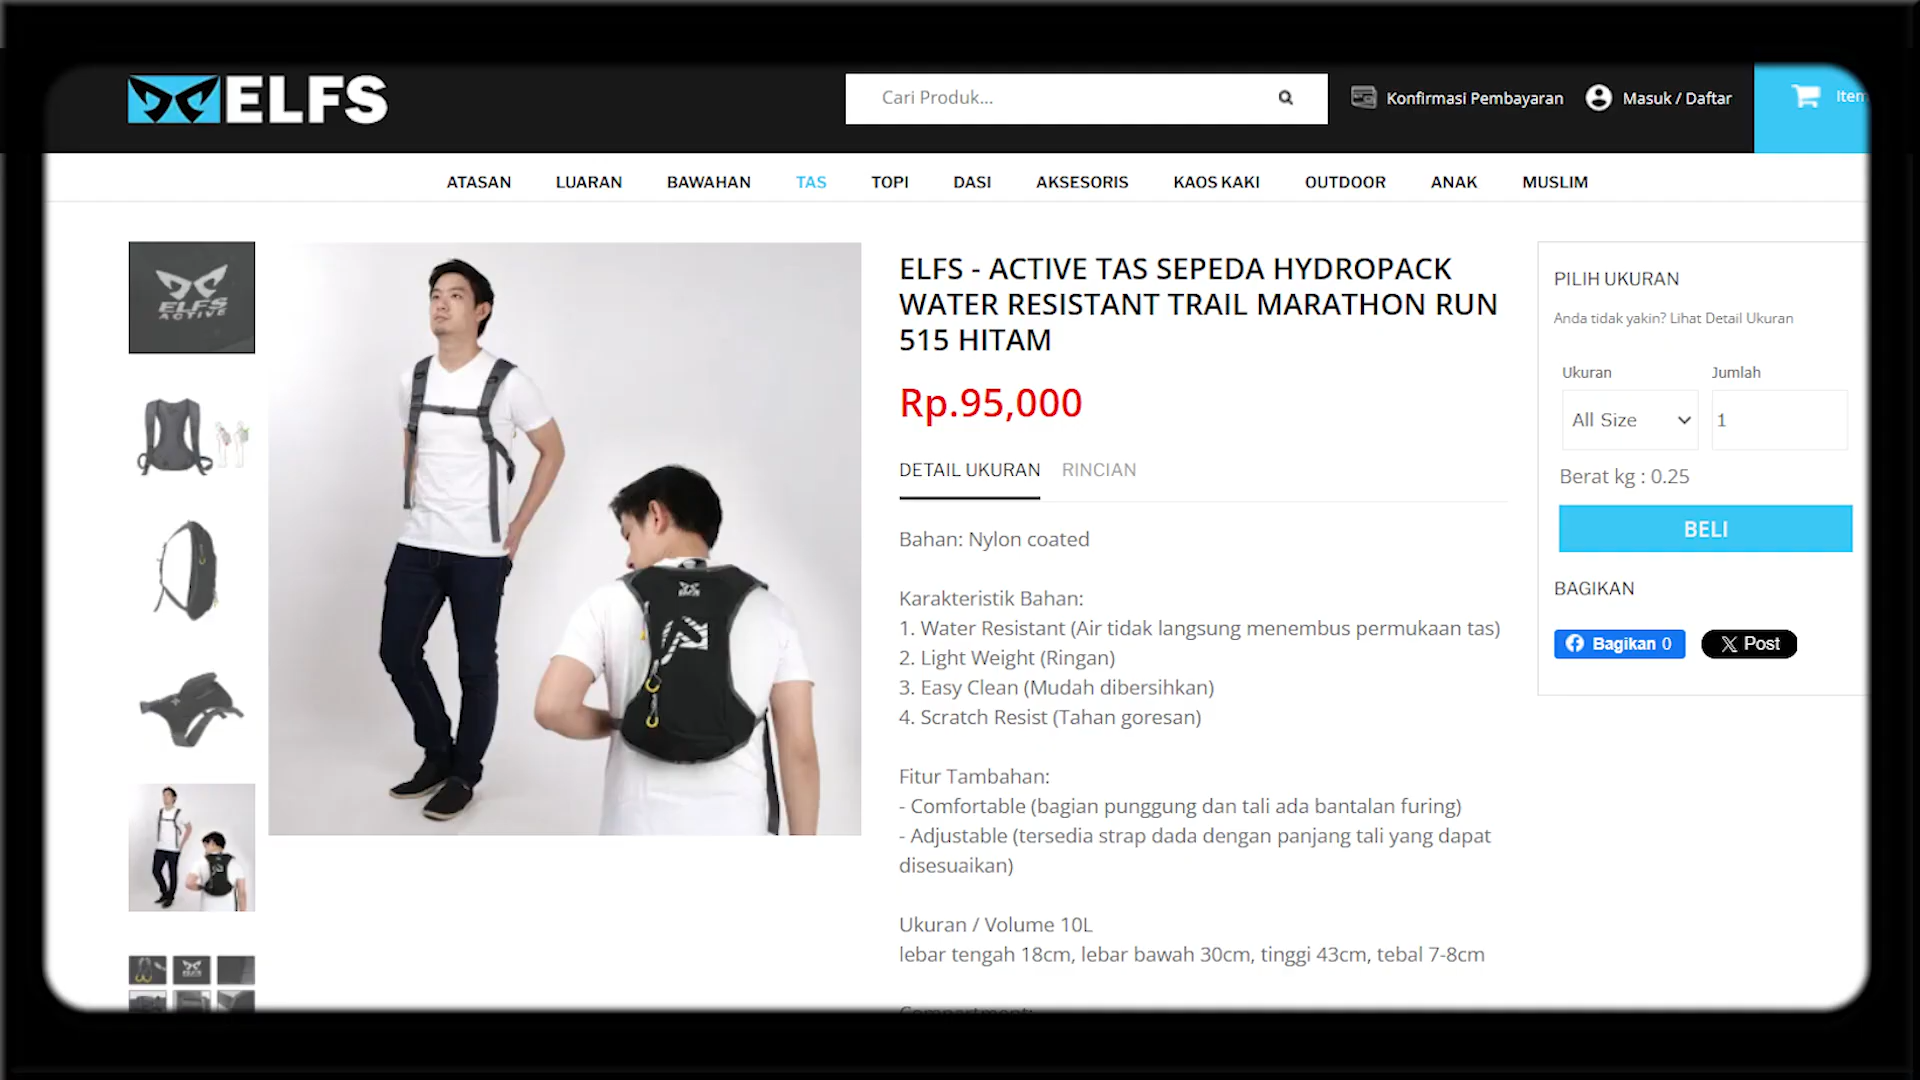 ELFS
Cari Produk...
Konfirmasi Pembayaran
Masuk / Daftar
Item
ATASAN LUARAN BAWAHAN TAS TOPI DASI AKSESORIS KAOS KAKI OUTDOOR ANAK MUSLIM
ELFS
ACTIVE
ELFS
ELFS - ACTIVE TAS SEPEDA HYDROPACK
WATER RESISTANT TRAIL MARATHON RUN
515 HITAM
Rp.95,000
DETAIL UKURAN RINCIAN
Bahan: Nylon coated
Karakteristik Bahan:
1. Water Resistant (Air tidak langsung menembus permukaan tas)
2. Light Weight (Ringan)
3. Easy Clean (Mudah dibersihkan)
4. Scratch Resist (Tahan goresan)
Fitur Tambahan:
- Comfortable (bagian punggung dan tali ada bantalan furing)
- Adjustable (tersedia strap dada dengan panjang tali yang dapat
disesuaikan)
Ukuran / Volume 10L
lebar tengah 18cm, lebar bawah 30cm, tinggi 43cm, tebal 7-8cm
Compartment:
PILIH UKURAN
Anda tidak yakin? Lihat Detail Ukuran
Ukuran Jumlah
All Size 1
Berat kg : 0.25
BELI
BAGIKAN
Bagikan 0
X Post